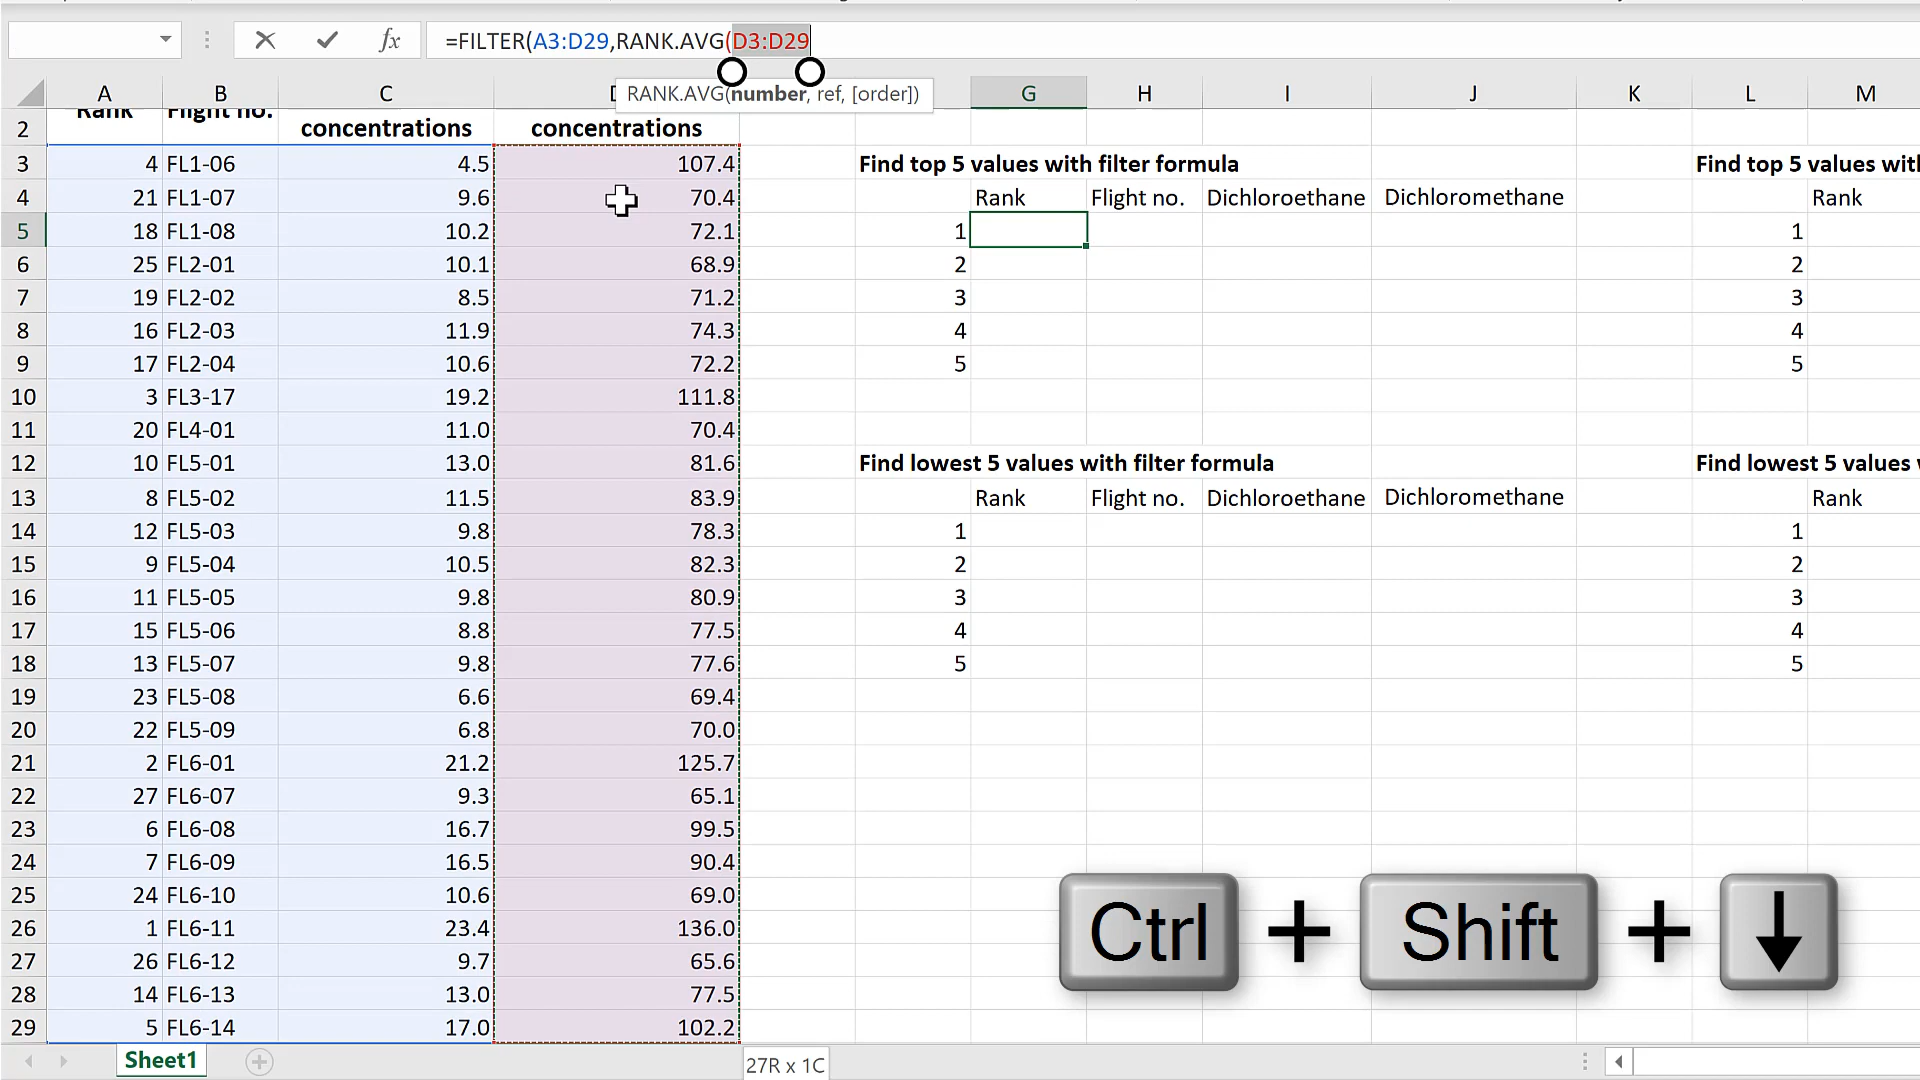 =FILTER(A3:D29,RANK.AVG(D3:D29
RANK.AVG(number, ref, [order])
A B C D G H I J K L M
Rank Flight no.
2 concentrations concentrations
3 4 FL1-06 4.5 107.4 Find top 5 values with filter formula Find top 5 values with
4 21 FL1-07 9.6 70.4 Rank Flight no. Dichloroethane Dichloromethane Rank
5 18 FL1-08 10.2 72.1 1 1
6 25 FL2-01 10.1 68.9 2 2
7 19 FL2-02 8.5 71.2 3 3
8 16 FL2-03 11.9 74.3 4 4
9 17 FL2-04 10.6 72.2 5 5
10 3 FL3-17 19.2 111.8
11 20 FL4-01 11.0 70.4
12 10 FL5-01 13.0 81.6 Find lowest 5 values with filter formula Find lowest 5 values
13 8 FL5-02 11.5 83.9 Rank Flight no. Dichloroethane Dichloromethane Rank
14 12 FL5-03 9.8 78.3 1 1
15 9 FL5-04 10.5 82.3 2 2
16 11 FL5-05 9.8 80.9 3 3
17 15 FL5-06 8.8 77.5 4 4
18 13 FL5-07 9.8 77.6 5 5
19 23 FL5-08 6.6 69.4
20 22 FL5-09 6.8 70.0
21 2 FL6-01 21.2 125.7
22 27 FL6-07 9.3 65.1
23 6 FL6-08 16.7 99.5
24 7 FL6-09 16.5 90.4
25 24 FL6-10 10.6 69.0
26 1 FL6-11 23.4 136.0
27 26 FL6-12 9.7 65.6
28 14 FL6-13 13.0 77.5
29 5 FL6-14 17.0 102.2
Ctrl + Shift + ↓
Sheet1
27R x 1C